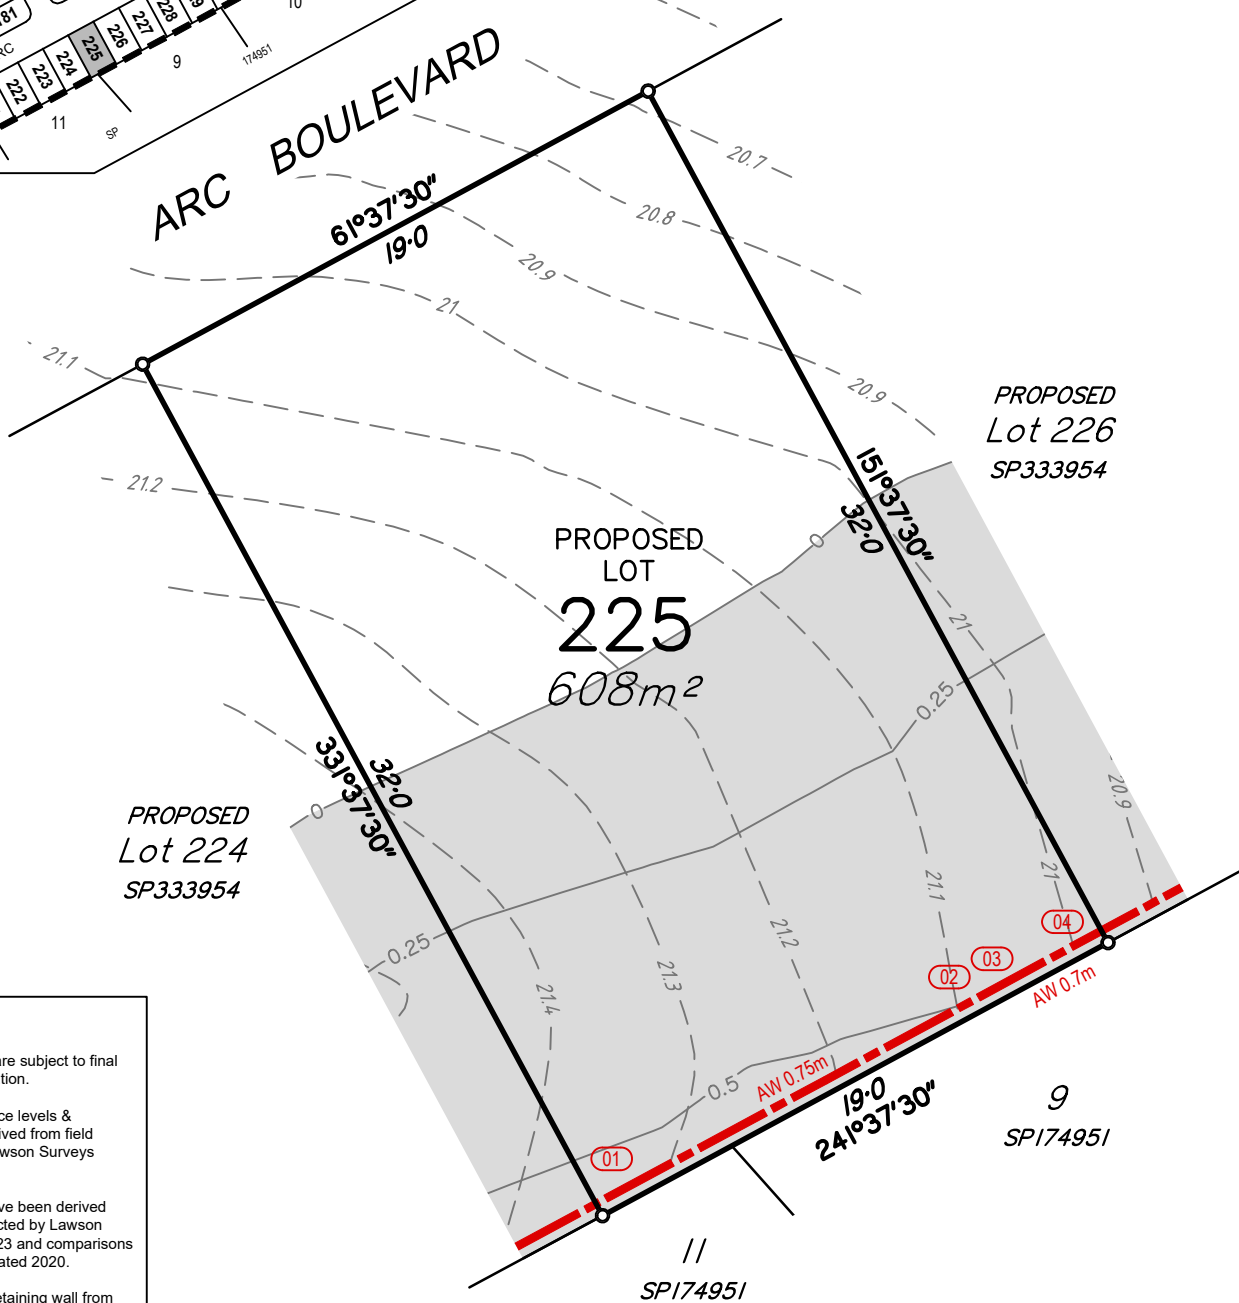 181
RC
222
223
224
225
226
227
228
10
9
11
SP
174951
ARC BOULEVARD
61°37'30"
19·0
20.7
20.8
20.9
21
21.1
20.9
21.2
PROPOSED
Lot 226
SP333954
151°37'30"
32·0
0
PROPOSED
LOT
225
608m²
21
0.25
331°37'30"
32·0
0
PROPOSED
Lot 224
SP333954
20.9
21
21.1
21.2
21.3
21.4
0.25
04
03
02
AW 0.7m
AW 0.75m
0.5
01
19·0
241°37'30"
9
SP174951
11
SP174951
are subject to final
tion.
ce levels &
ived from field
wson Surveys
ve been derived
cted by Lawson
23 and comparisons
ated 2020.
etaining wall from